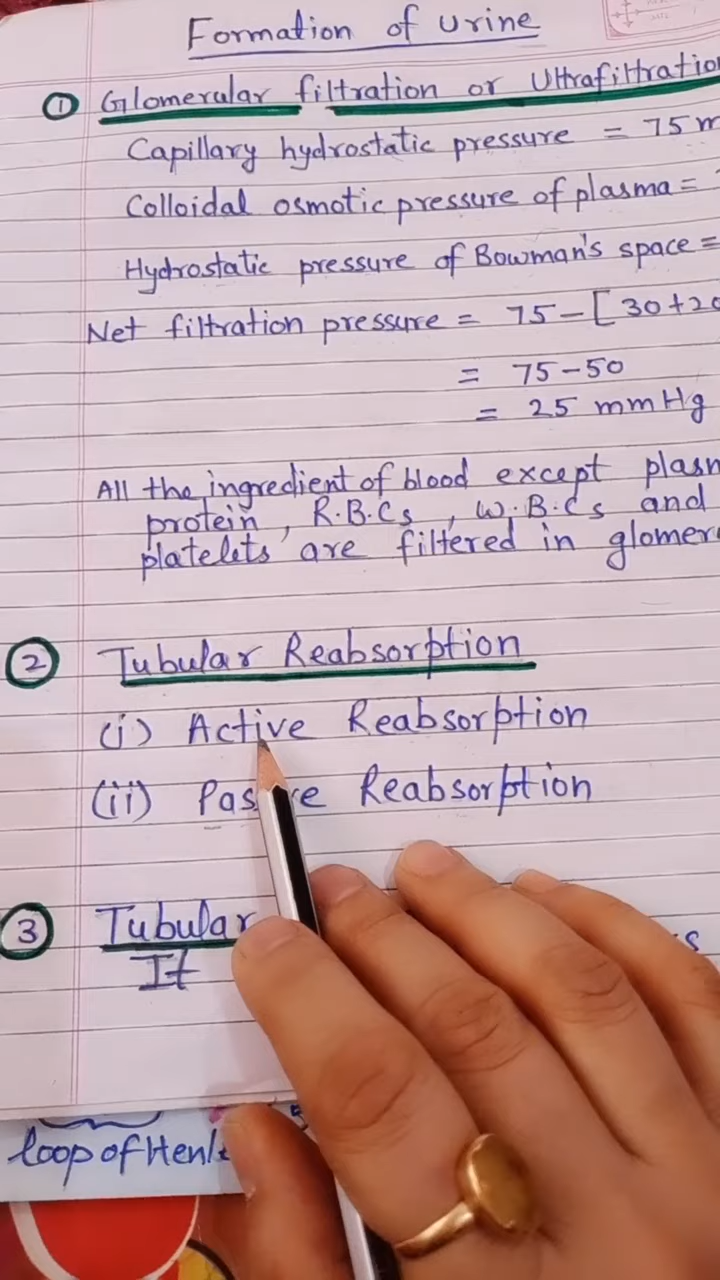 Formation of urine
① Glomerular filtration or Ultrafiltratio
Capillary hydrostatic pressure = 75 m
Colloidal osmotic pressure of plasma =
Hydrostatic pressure of Bowman's space =
Net filtration pressure = 75 - [ 30 + 20
= 75 - 50
= 25 mmHg
All the ingredient of blood except plasm
protein, R.B.Cs, W.B.Cs and
platelets are filtered in glomer
② Tubular Reabsorption
(i) Active Reabsorption
(ii) Pas ve Reabsorption
③ Tubular
It
loop of Henl